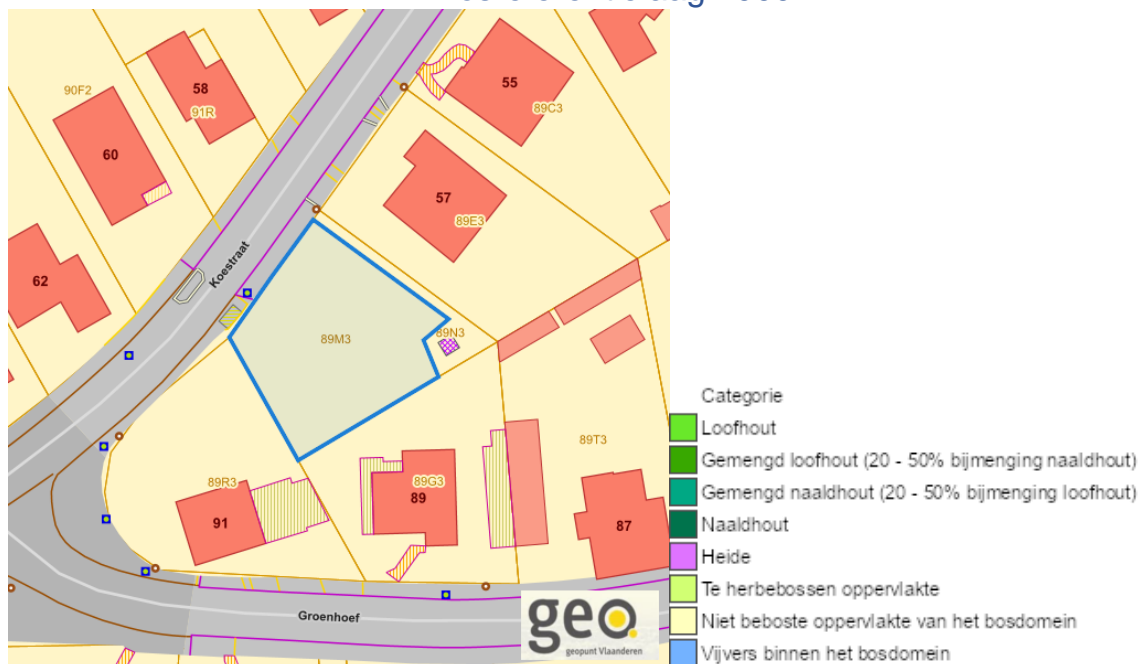 58
91R
90F2
60
55
89C3
57
89E3
62
Koestraat
89M3
89N3
89T3
89R3
91
89G3
89
87
Groenhoef
geo.
geopunt Vlaanderen
Categorie
Loofhout
Gemengd loofhout (20 - 50% bijmenging naaldhout)
Gemengd naaldhout (20 - 50% bijmenging loofhout)
Naaldhout
Heide
Te herbebossen oppervlakte
Niet beboste oppervlakte van het bosdomein
Vijvers binnen het bosdomein